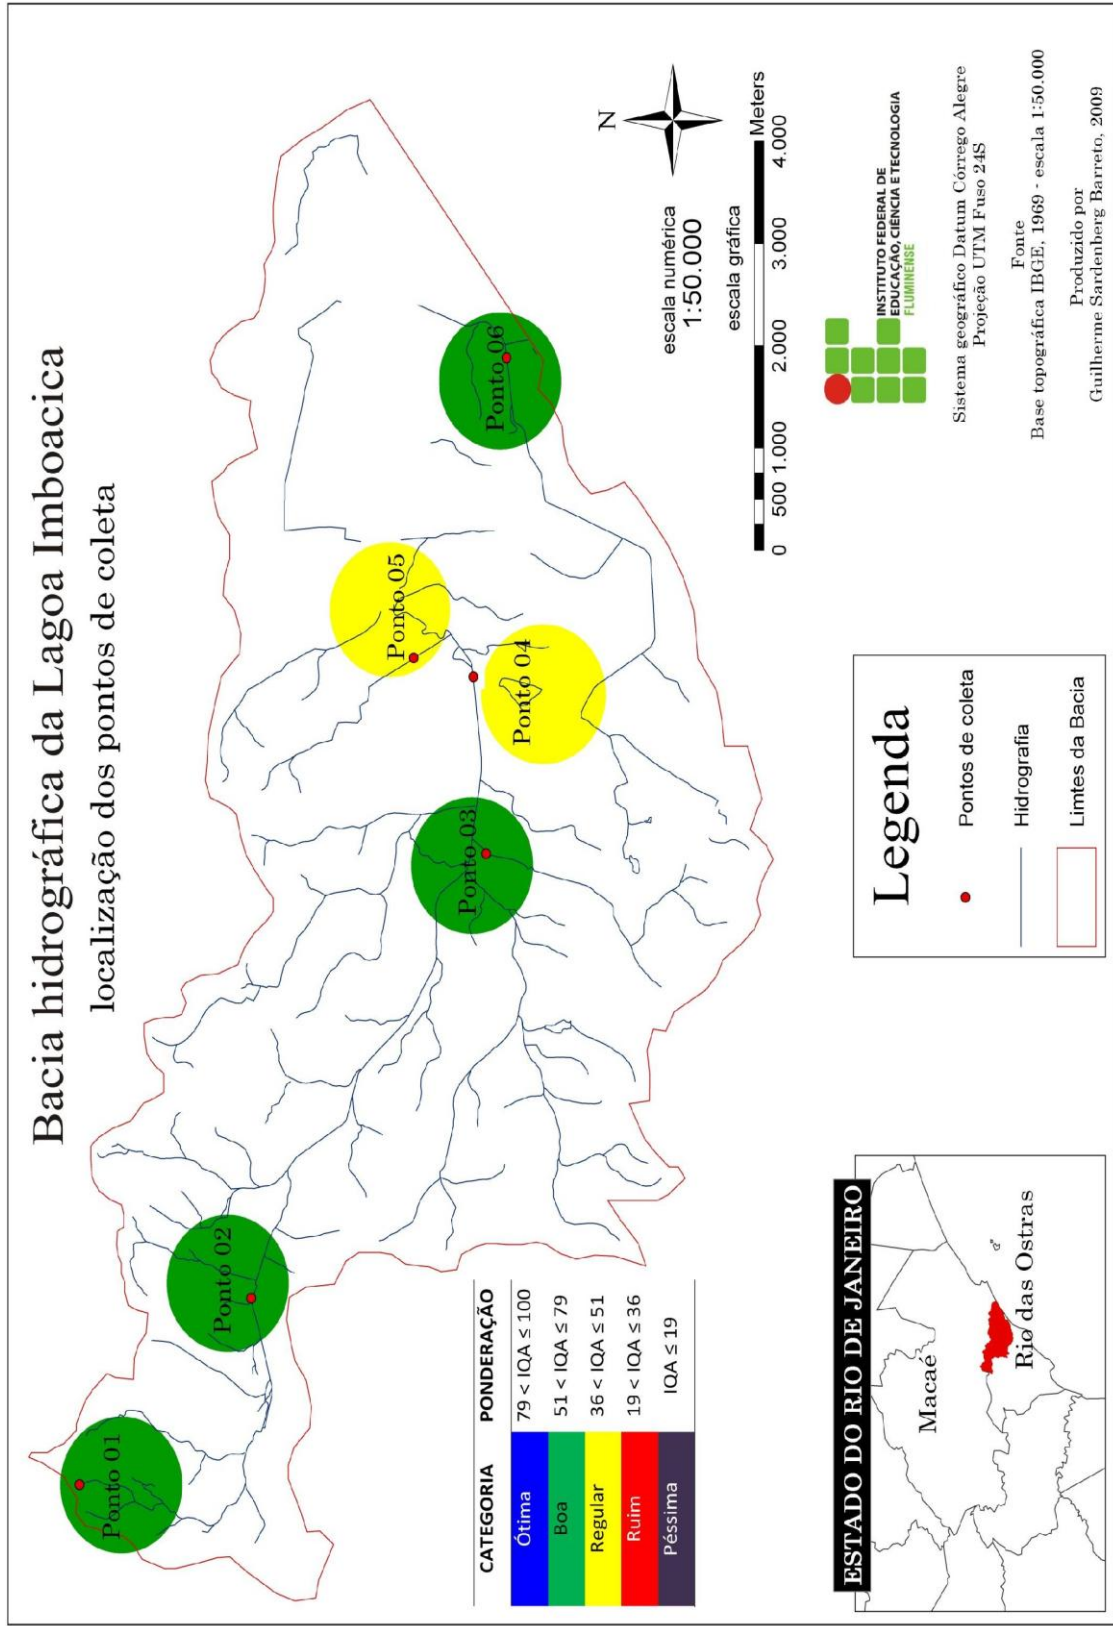 Bacia hidrográfica da Lagoa Imboacica
localização dos pontos de coleta
Ponto 01
Ponto 02
Ponto 03
Ponto 04
Ponto 05
Ponto 06
CATEGORIA PONDERAÇÃO
Ótima 79 < IQA ≤ 100
Boa 51 < IQA ≤ 79
Regular 36 < IQA ≤ 51
Ruim 19 < IQA ≤ 36
Péssima IQA ≤ 19
N
escala numérica
1:50.000
escala gráfica
0 500 1.000 2.000 3.000 4.000
Meters
ESTADO DO RIO DE JANEIRO
Macaé
Rio das Ostras
Legenda
Pontos de coleta
Hidrografia
Limtes da Bacia
INSTITUTO FEDERAL DE
EDUCAÇÃO, CIÊNCIA E TECNOLOGIA
FLUMINENSE
Sistema geográfico Datum Córrego Alegre
Projeção UTM Fuso 24S
Fonte
Base topográfica IBGE, 1969 - escala 1:50.000
Produzido por
Guilherme Sardenberg Barreto, 2009